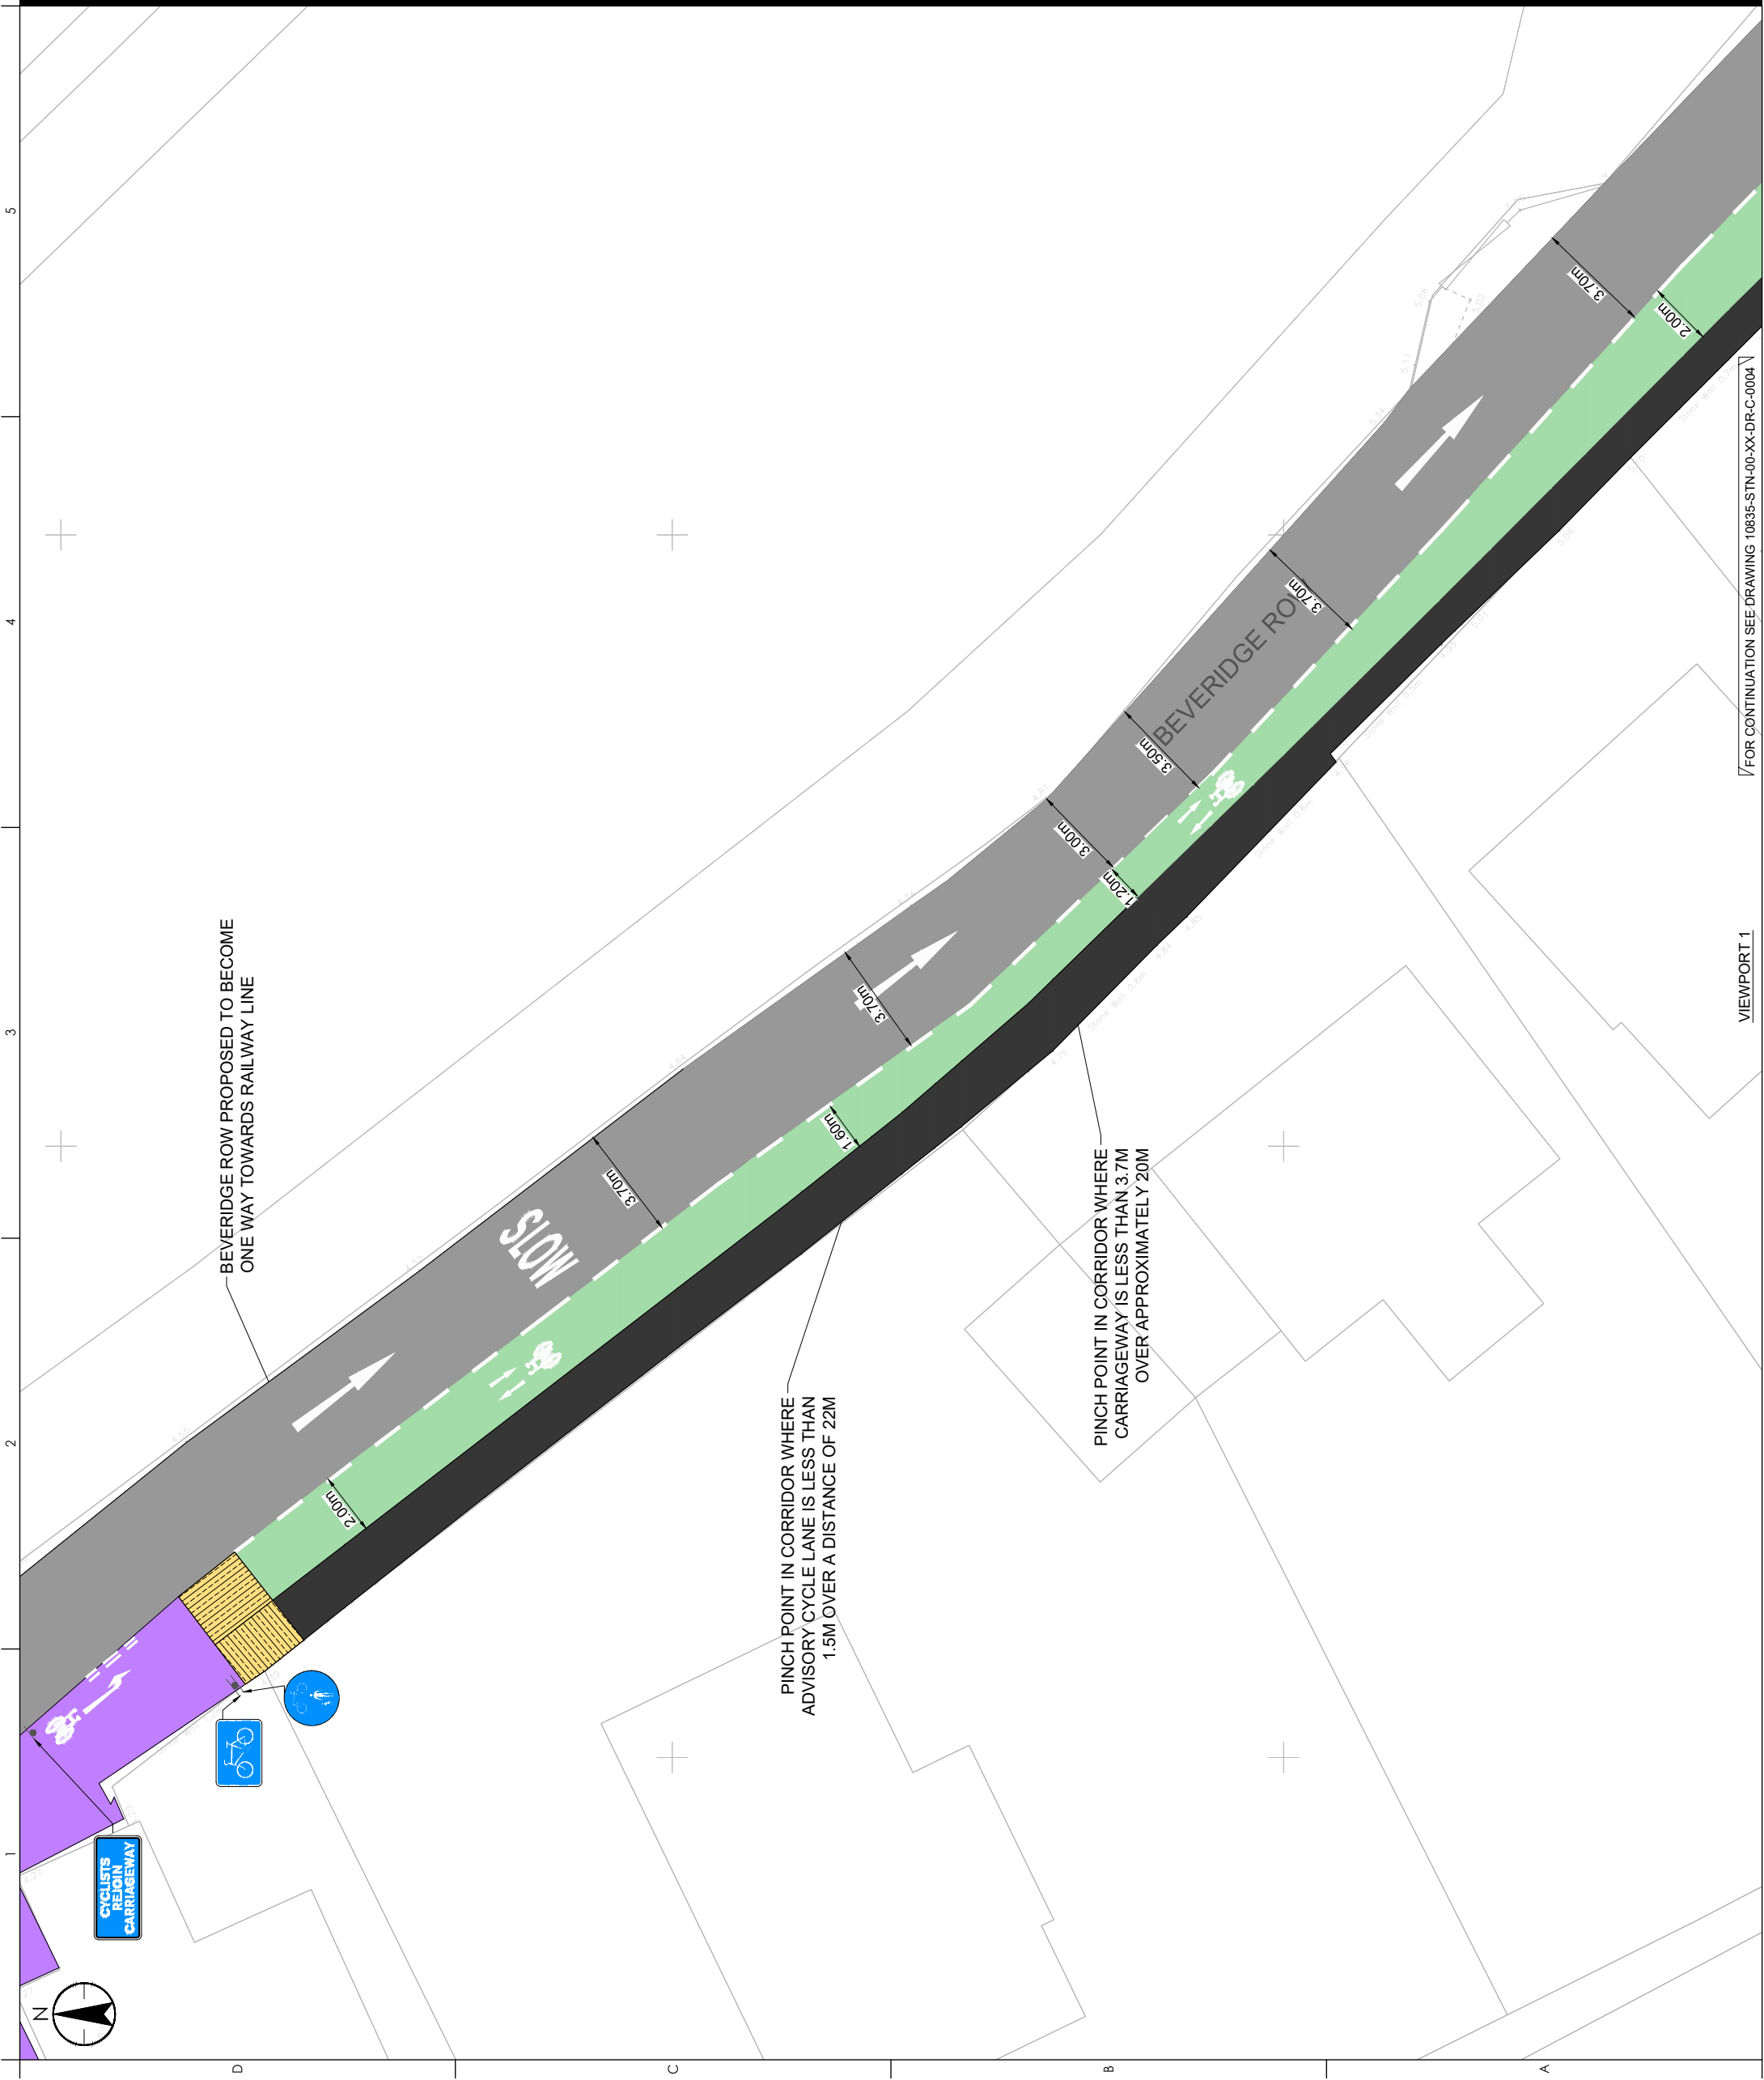 BEVERIDGE ROW PROPOSED TO BECOME
ONE WAY TOWARDS RAILWAY LINE
PINCH POINT IN CORRIDOR WHERE
ADVISORY CYCLE LANE IS LESS THAN
1.5M OVER A DISTANCE OF 22M
PINCH POINT IN CORRIDOR WHERE
CARRIAGEWAY IS LESS THAN 3.7M
OVER APPROXIMATELY 20M
CYCLISTS
REJOIN
CARRIAGEWAY
N
SLOW
2.00m
3.70m
1.60m
3.70m
1.20m
3.00m
3.50m
BEVERIDGE RO
3.70m
3.70m
2.00m
FOR CONTINUATION SEE DRAWING 10835-STN-00-XX-DR-C-0004
VIEWPORT 1
1
2
3
4
5
D
C
B
A